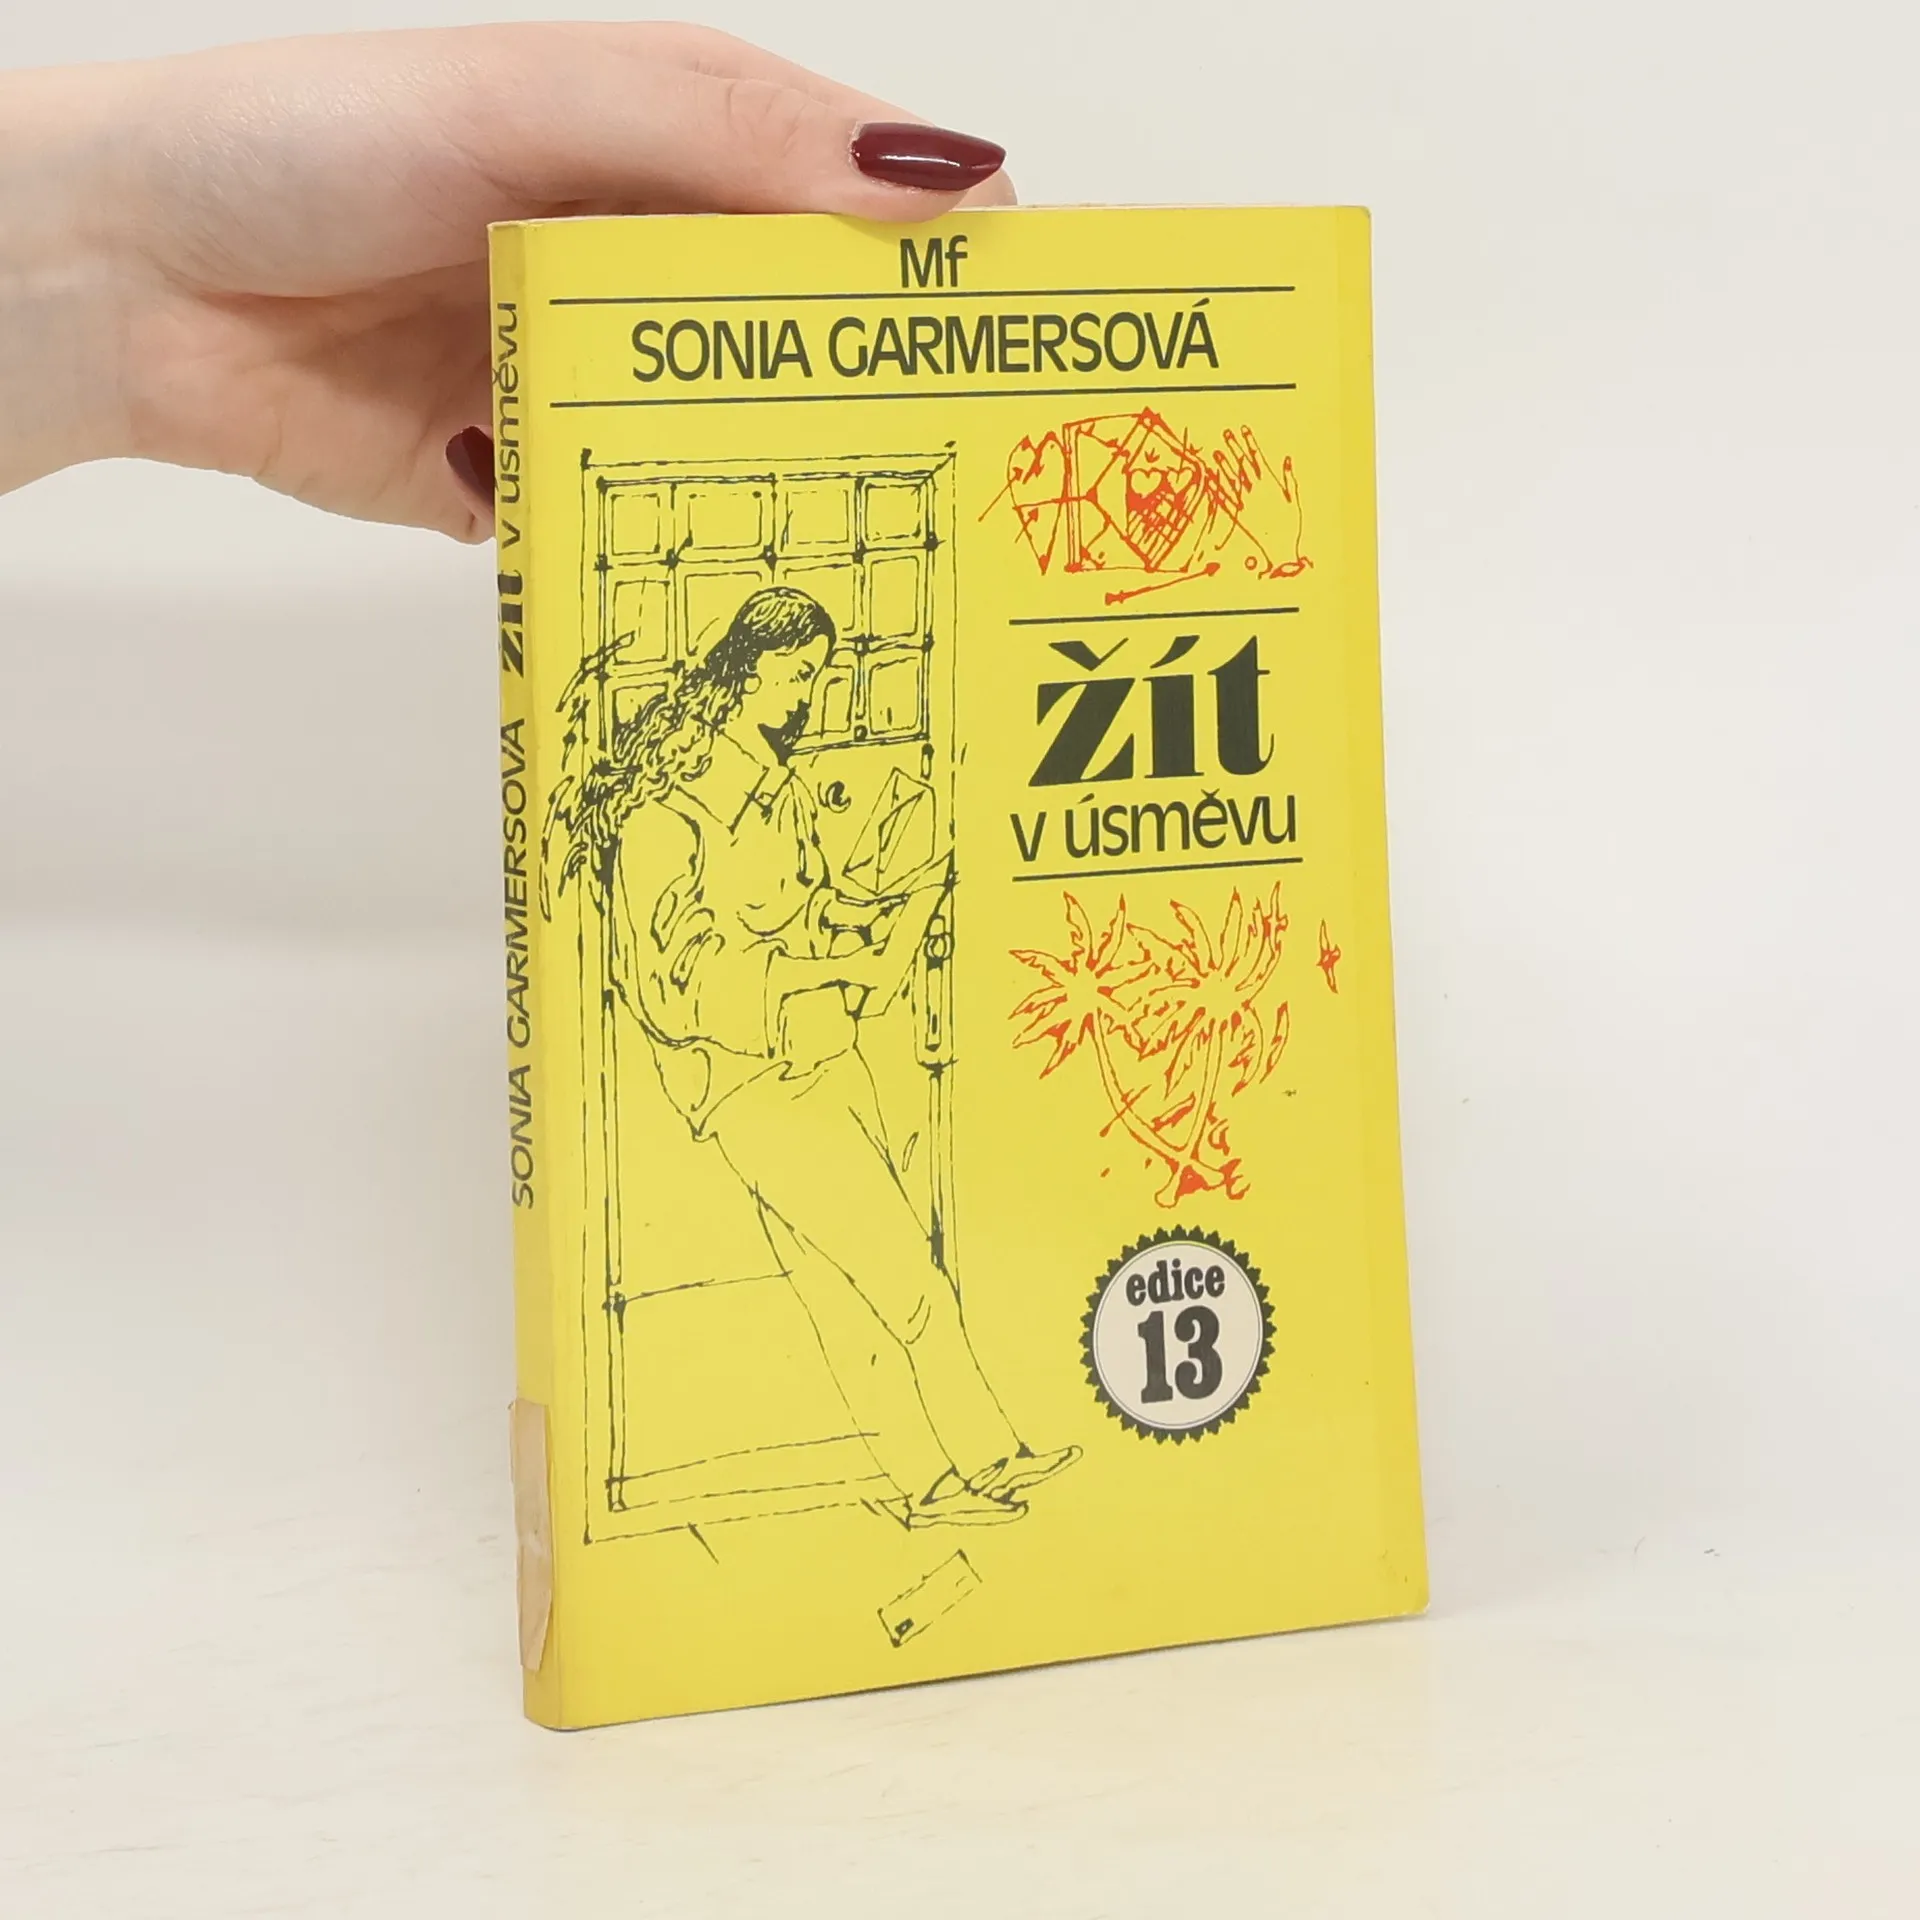 Mf
SONIA GARMERSOVÁ
žít
v úsměvu
edice
13
SONIA GARMERSOVÁ žít v úsměvu